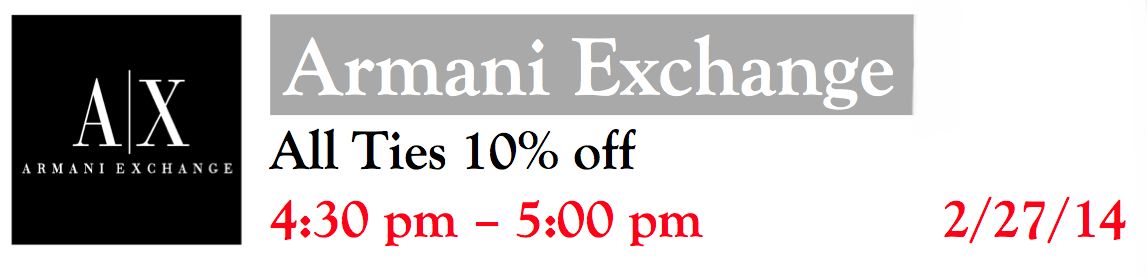 A|X
ARMANI EXCHANGE
Armani Exchange
All Ties 10% off
4:30 pm – 5:00 pm 2/27/14